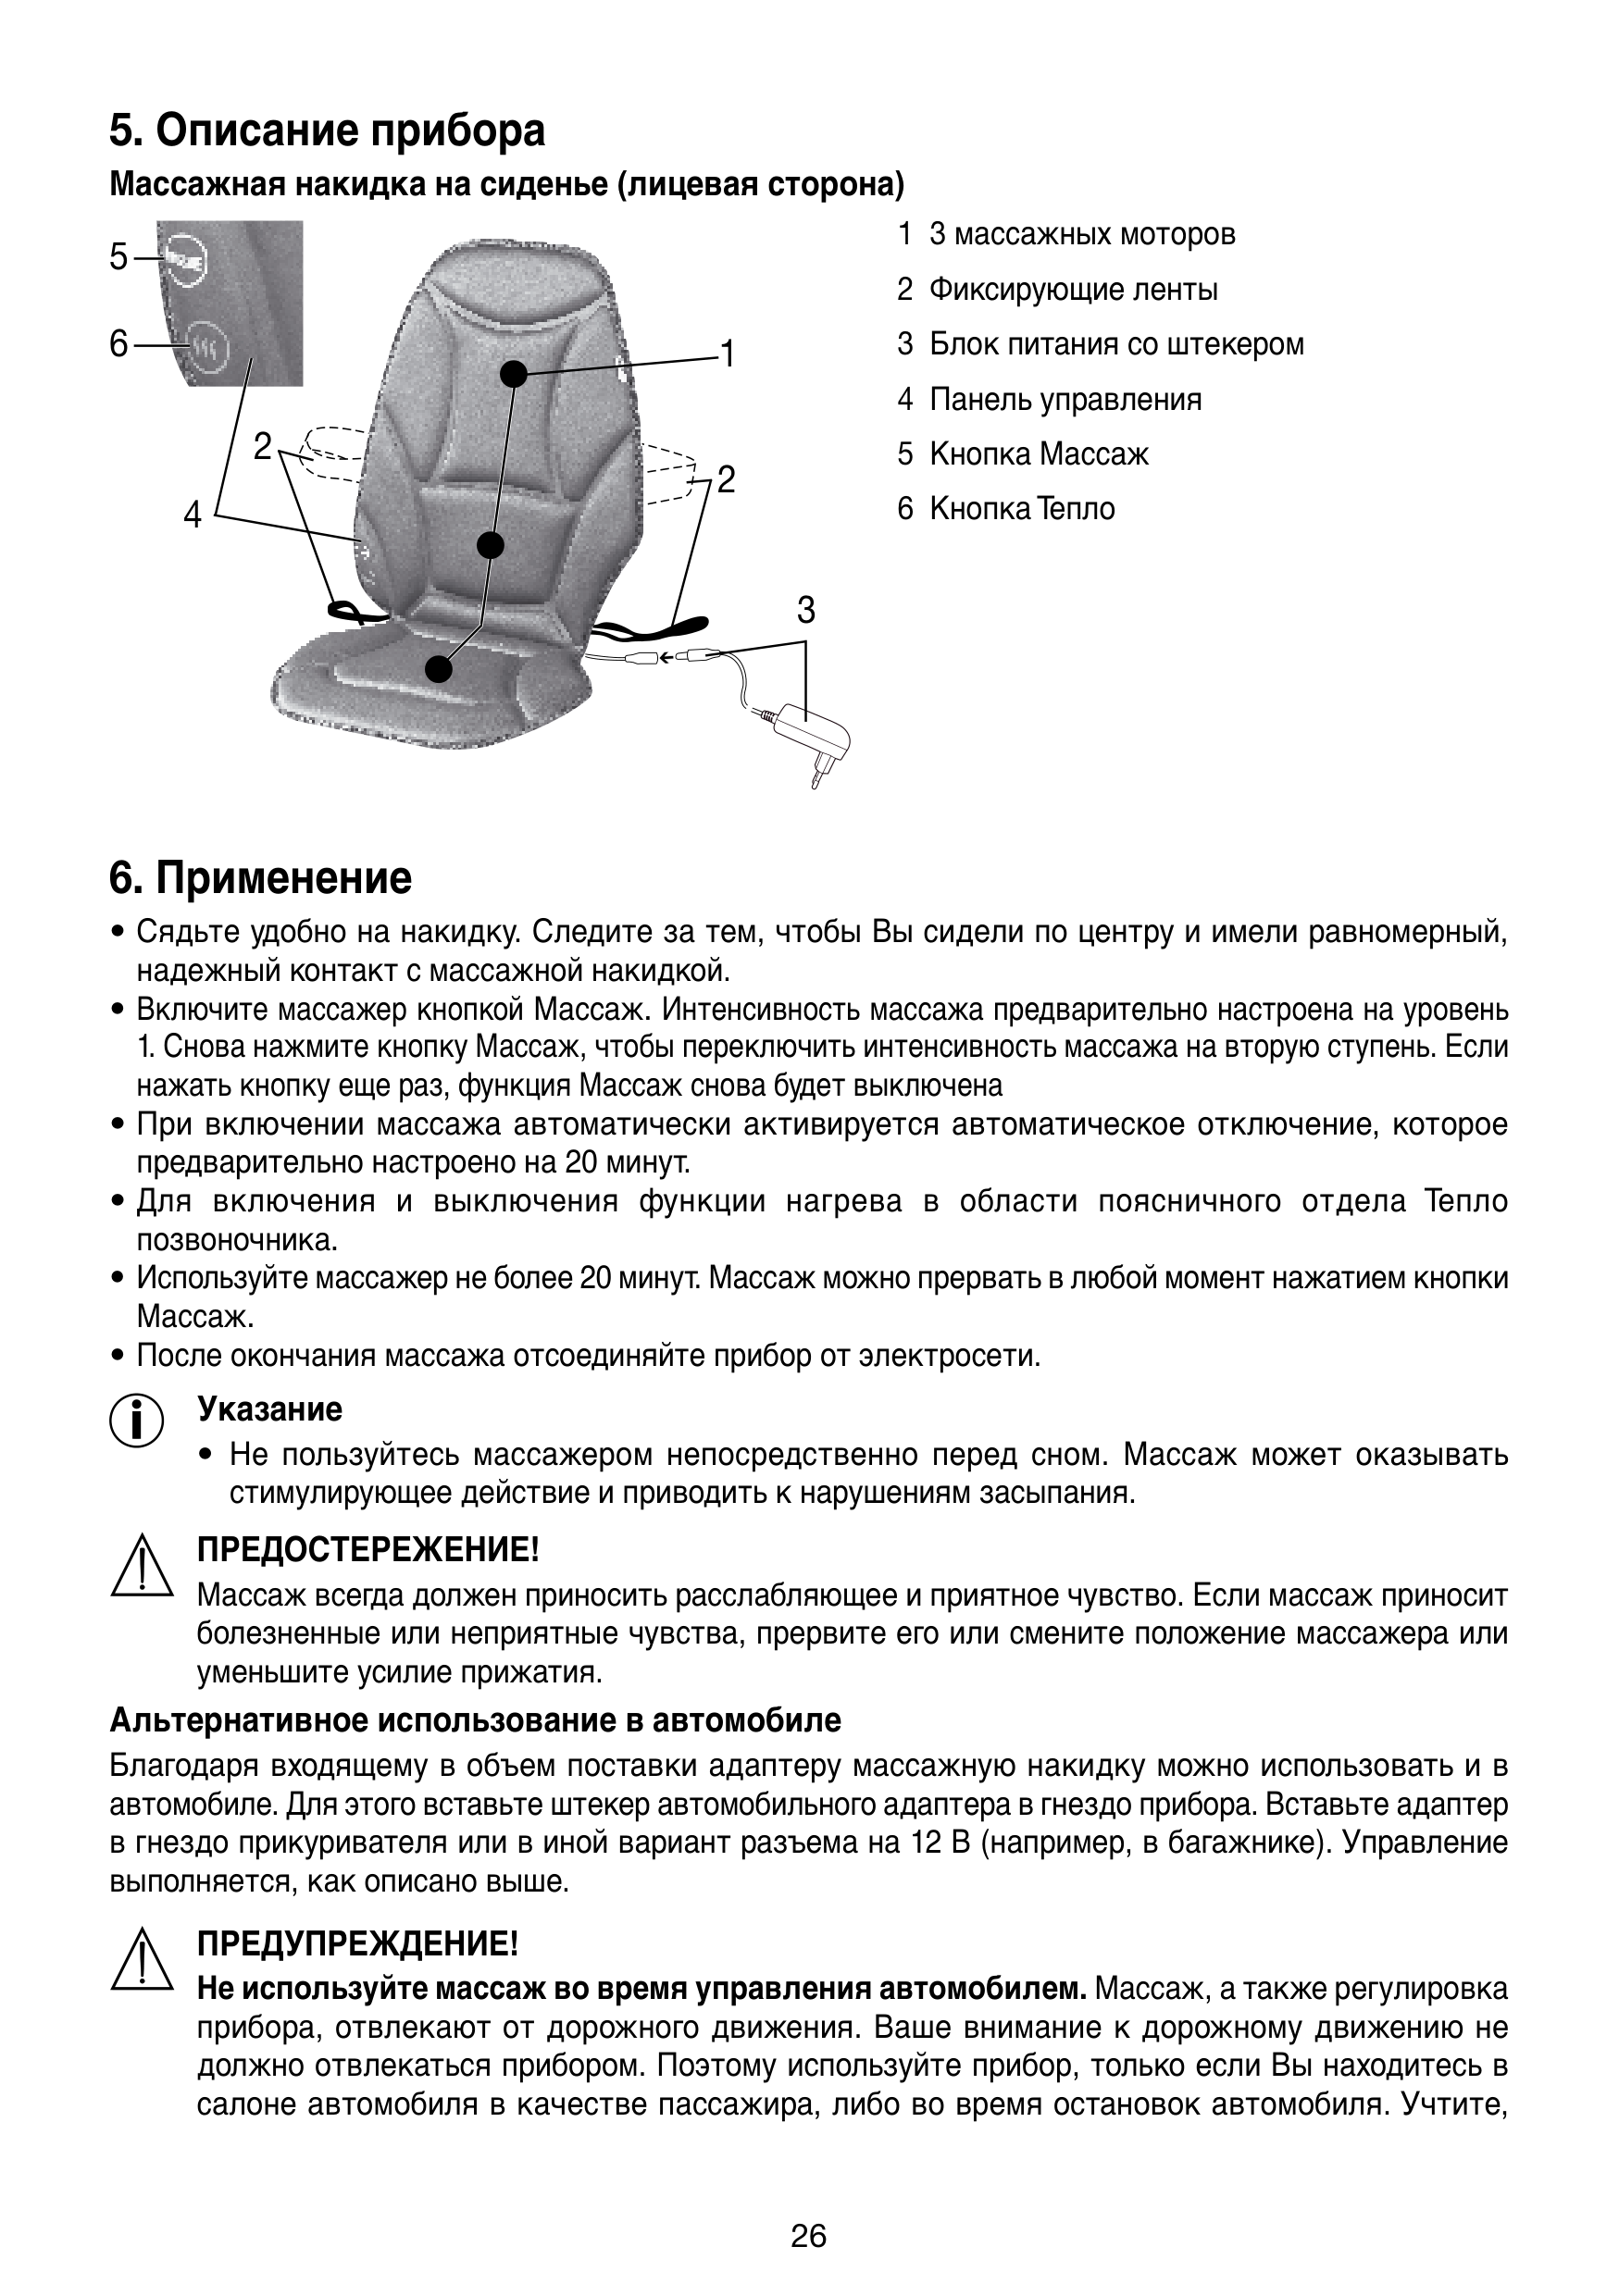 5. Описание прибора
Массажная накидка на сиденье (лицевая сторона)
5
6
2
4
1
2
3
1 3 массажных моторов
2 Фиксирующие ленты
3 Блок питания со штекером
4 Панель управления
5 Кнопка Массаж
6 Кнопка Тепло
6. Применение
• Сядьте удобно на накидку. Следите за тем, чтобы Вы сидели по центру и имели равномерный,
надежный контакт с массажной накидкой.
• Включите массажер кнопкой Массаж. Интенсивность массажа предварительно настроена на уровень
1. Снова нажмите кнопку Массаж, чтобы переключить интенсивность массажа на вторую ступень. Если
нажать кнопку еще раз, функция Массаж снова будет выключена
• При включении массажа автоматически активируется автоматическое отключение, которое
предварительно настроено на 20 минут.
• Для включения и выключения функции нагрева в области поясничного отдела Тепло
позвоночника.
• Используйте массажер не более 20 минут. Массаж можно прервать в любой момент нажатием кнопки
Массаж.
• После окончания массажа отсоединяйте прибор от электросети.
Указание
• Не пользуйтесь массажером непосредственно перед сном. Массаж может оказывать
стимулирующее действие и приводить к нарушениям засыпания.
ПРЕДОСТЕРЕЖЕНИЕ!
Массаж всегда должен приносить расслабляющее и приятное чувство. Если массаж приносит
болезненные или неприятные чувства, прервите его или смените положение массажера или
уменьшите усилие прижатия.
Альтернативное использование в автомобиле
Благодаря входящему в объем поставки адаптеру массажную накидку можно использовать и в
автомобиле. Для этого вставьте штекер автомобильного адаптера в гнездо прибора. Вставьте адаптер
в гнездо прикуривателя или в иной вариант разъема на 12 В (например, в багажнике). Управление
выполняется, как описано выше.
ПРЕДУПРЕЖДЕНИЕ!
Не используйте массаж во время управления автомобилем. Массаж, а также регулировка
прибора, отвлекают от дорожного движения. Ваше внимание к дорожному движению не
должно отвлекаться прибором. Поэтому используйте прибор, только если Вы находитесь в
салоне автомобиля в качестве пассажира, либо во время остановок автомобиля. Учтите,
26